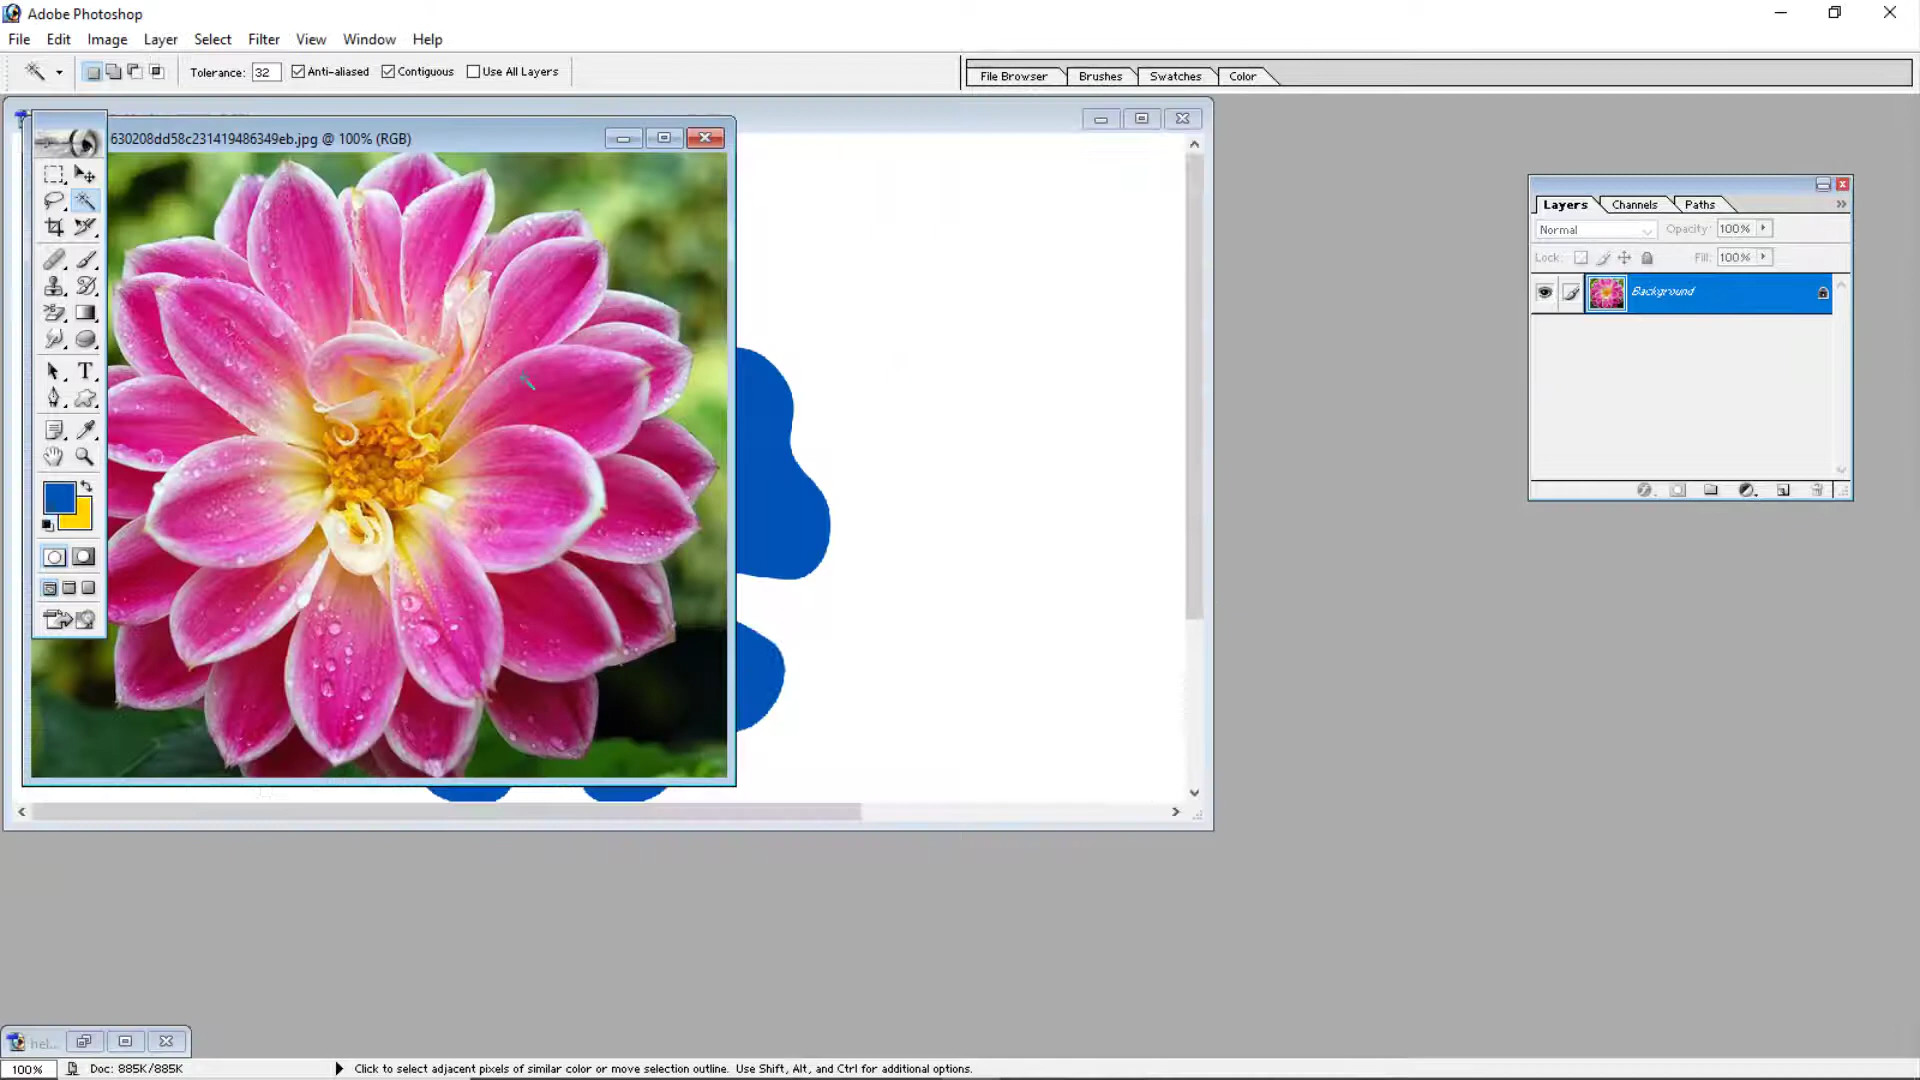 Adobe Photoshop
File Edit Image Layer Select Filter View Window Help
Tolerance: 32 Anti-aliased Contiguous Use All Layers
File Browser Brushes Swatches Color
630208dd58c231419486349eb.jpg @ 100% (RGB)
Layers Channels Paths
Normal Opacity: 100%
Lock: Fill: 100%
Background
T
hel...
100% Doc: 885K/885K Click to select adjacent pixels of similar color or move selection outline. Use Shift, Alt, and Ctrl for additional options.